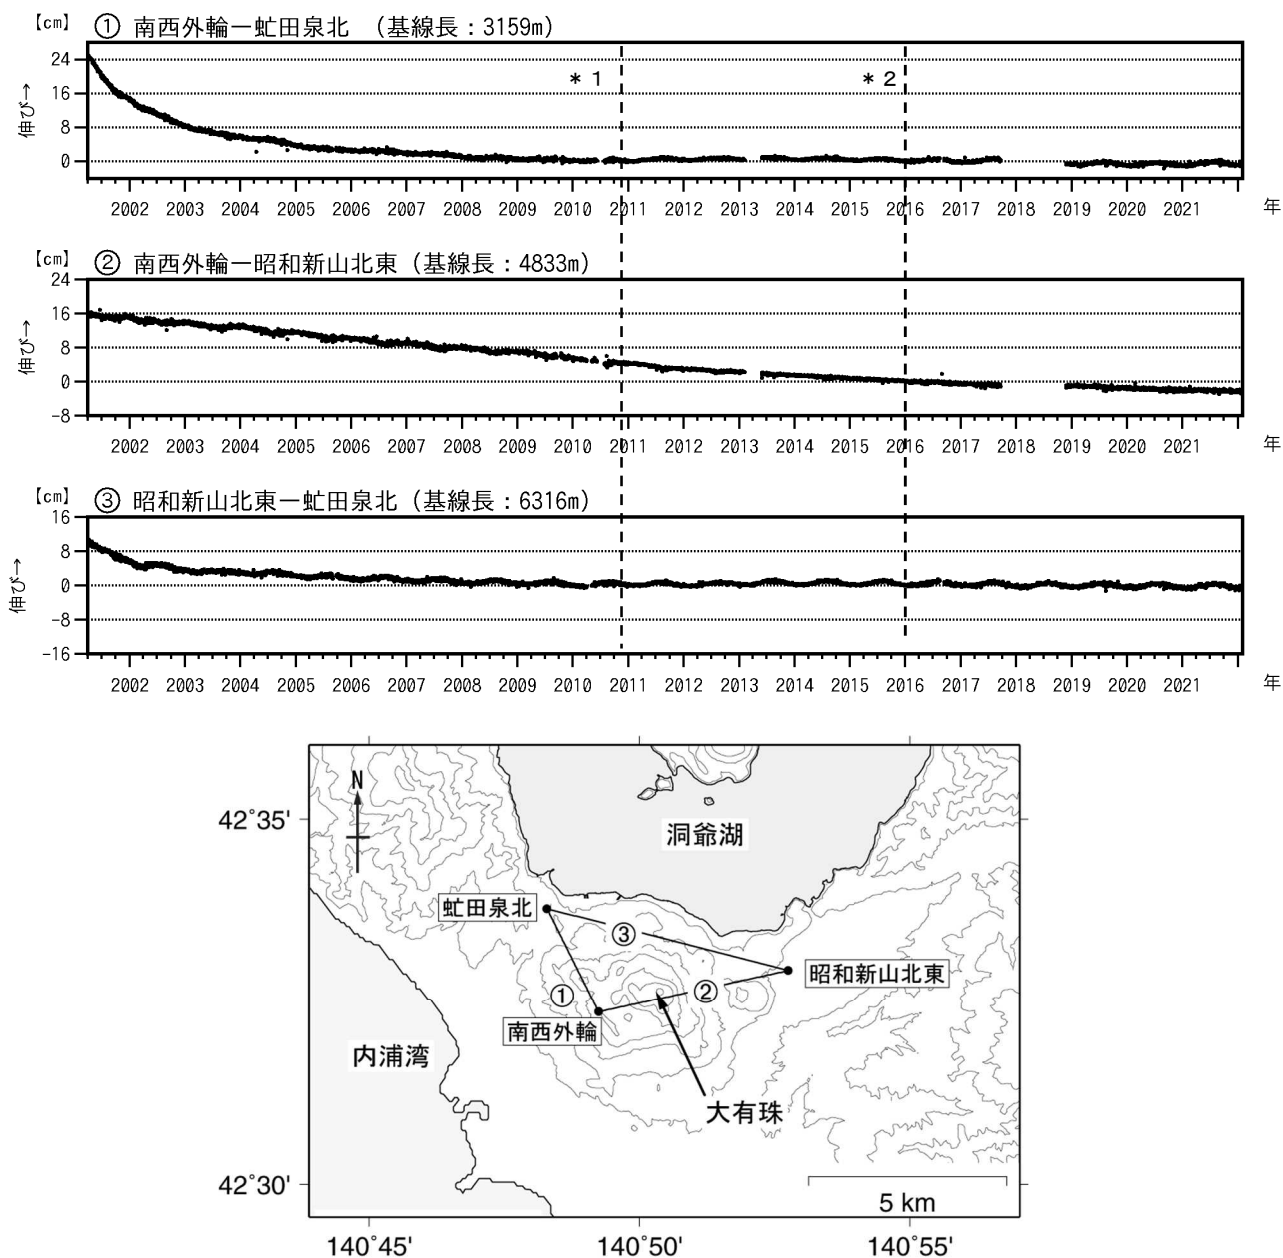 【cm】 ① 南西外輪－虻田泉北 （基線長：3159m）
24
16
8
0
伸び→
＊１
＊２
2002 2003 2004 2005 2006 2007 2008 2009 2010 2011 2012 2013 2014 2015 2016 2017 2018 2019 2020 2021 年
【cm】 ② 南西外輪－昭和新山北東（基線長：4833m）
24
16
8
0
-8
伸び→
2002 2003 2004 2005 2006 2007 2008 2009 2010 2011 2012 2013 2014 2015 2016 2017 2018 2019 2020 2021 年
【cm】 ③ 昭和新山北東－虻田泉北（基線長：6316m）
16
8
0
-8
-16
伸び→
2002 2003 2004 2005 2006 2007 2008 2009 2010 2011 2012 2013 2014 2015 2016 2017 2018 2019 2020 2021 年
N
42˚35'
洞爺湖
虻田泉北
③
昭和新山北東
①
②
南西外輪
内浦湾
大有珠
42˚30'
5 km
140˚45'
140˚50'
140˚55'